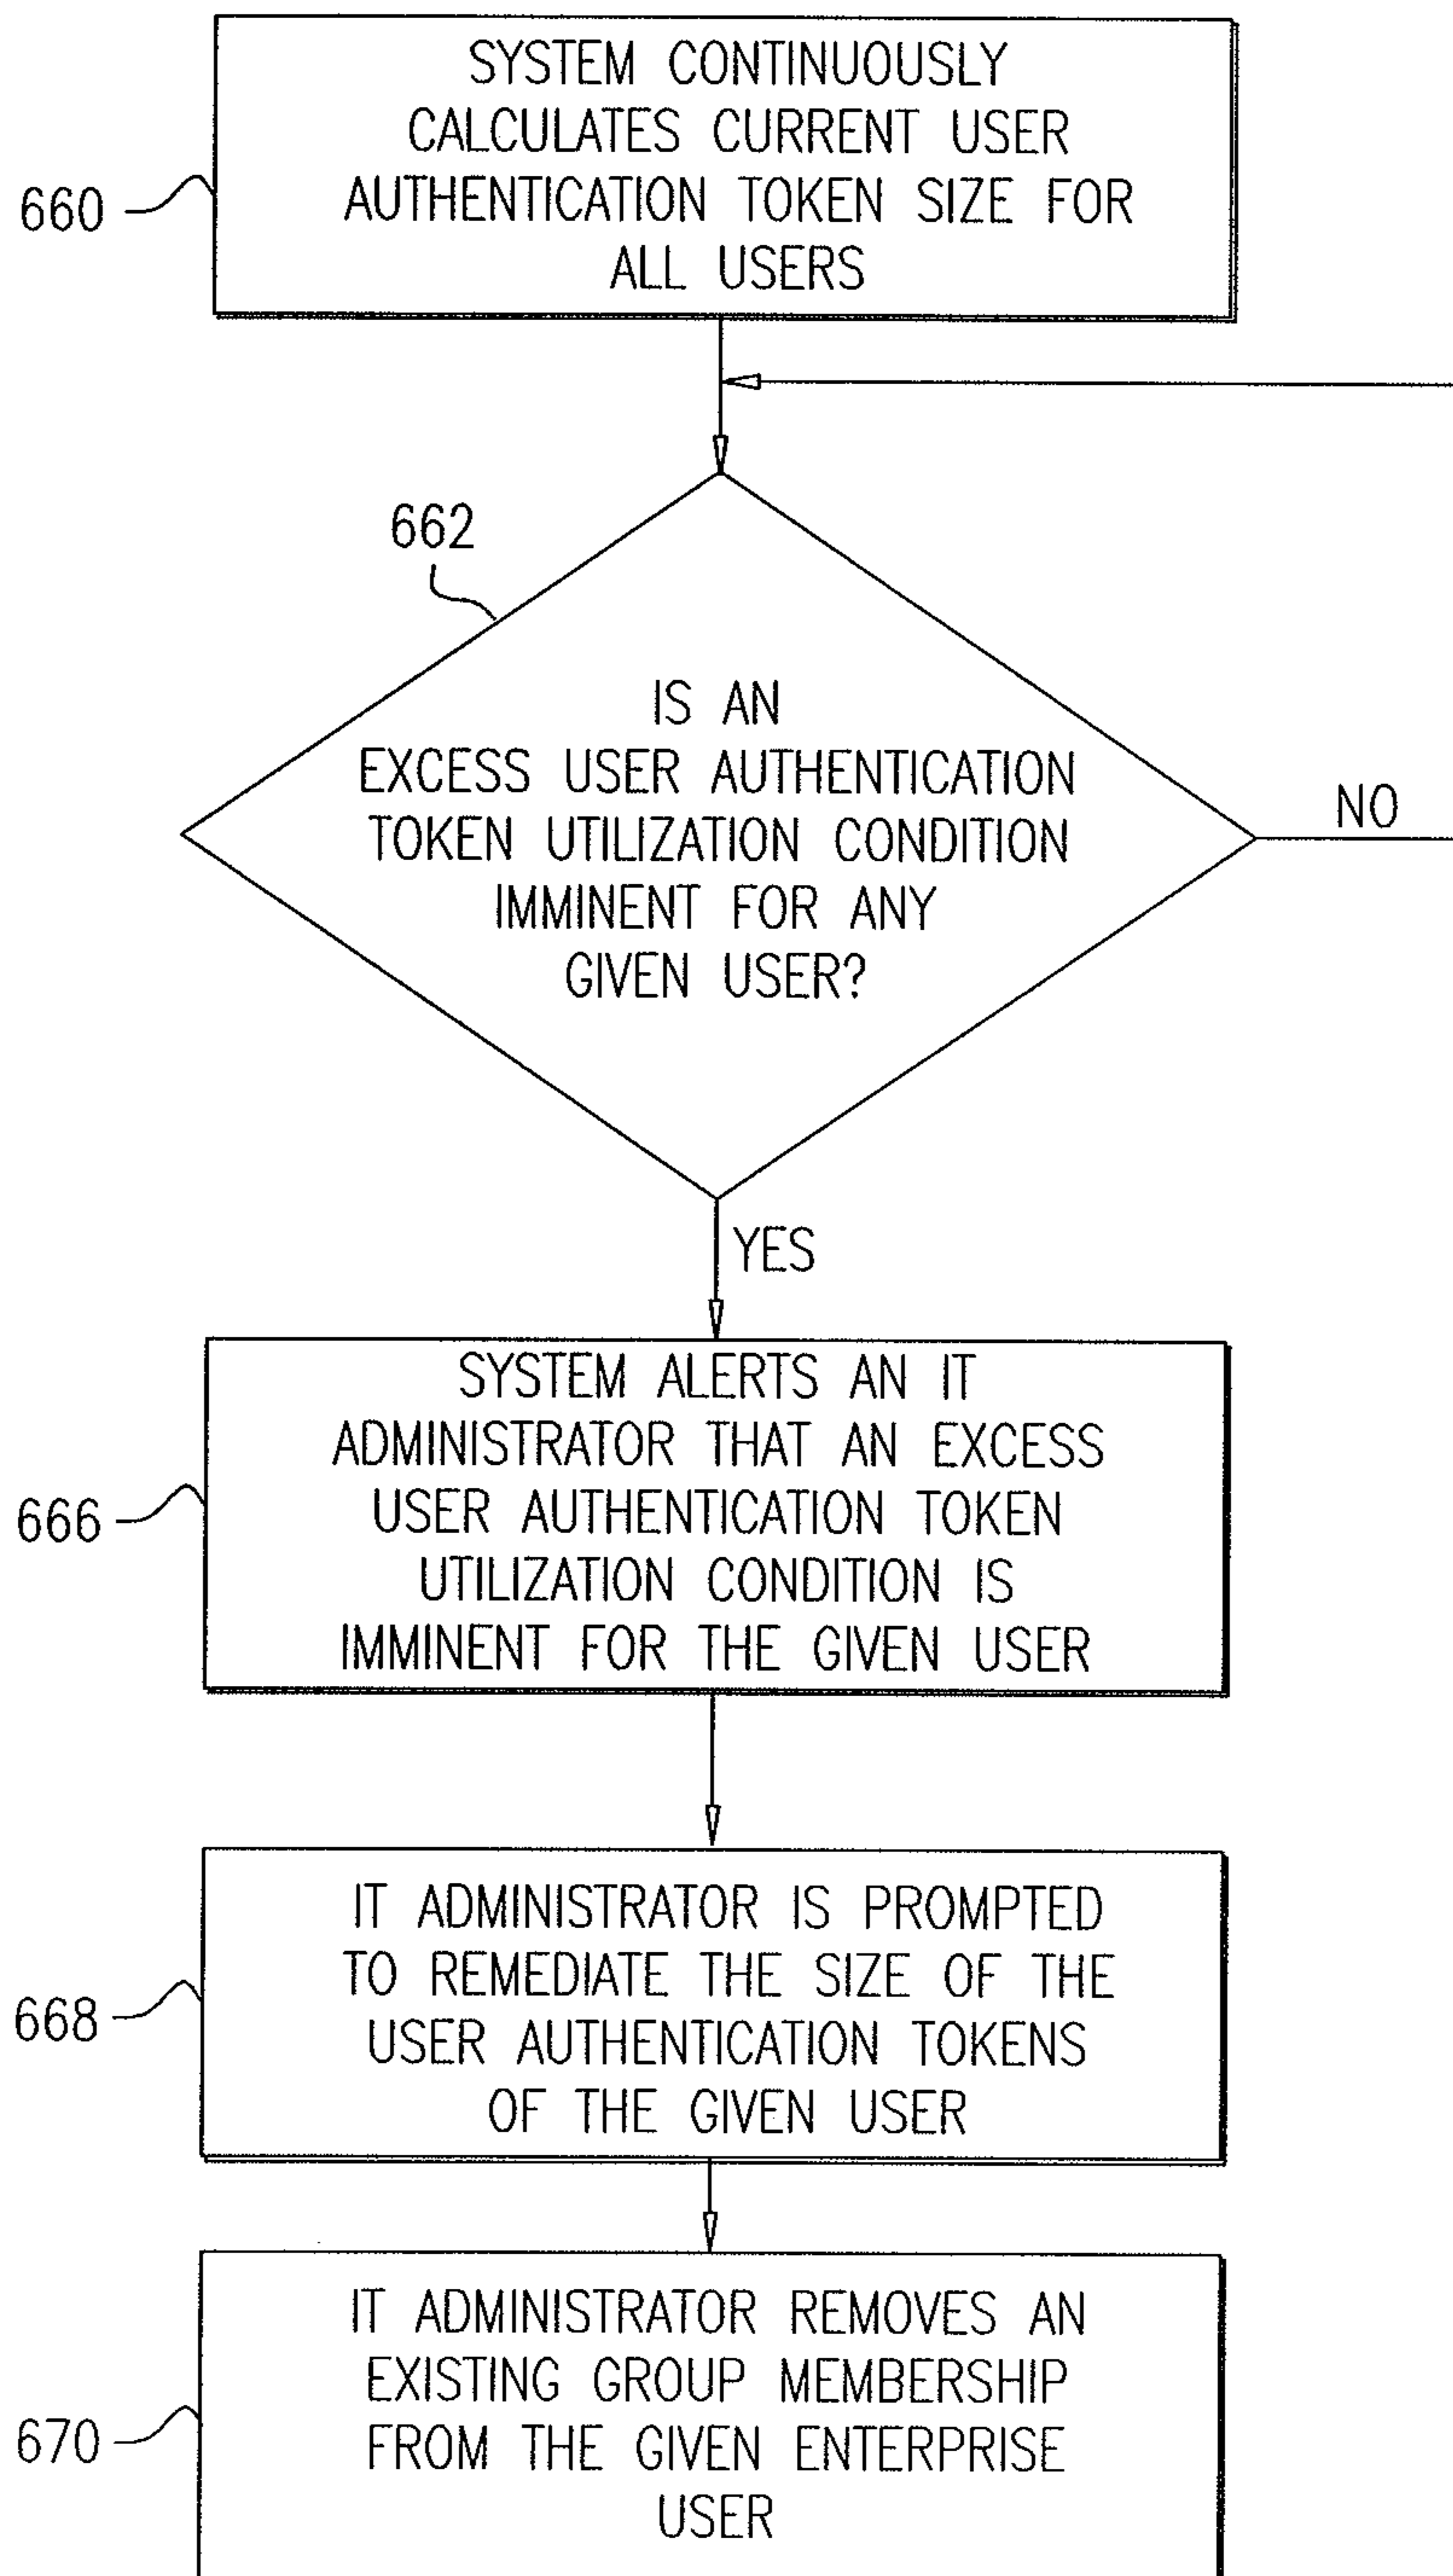 SYSTEM CONTINUOUSLY
CALCULATES CURRENT USER
AUTHENTICATION TOKEN SIZE FOR
ALL USERS
660
662
IS AN
EXCESS USER AUTHENTICATION
TOKEN UTILIZATION CONDITION
IMMINENT FOR ANY
GIVEN USER?
NO
YES
SYSTEM ALERTS AN IT
ADMINISTRATOR THAT AN EXCESS
USER AUTHENTICATION TOKEN
UTILIZATION CONDITION IS
IMMINENT FOR THE GIVEN USER
666
IT ADMINISTRATOR IS PROMPTED
TO REMEDIATE THE SIZE OF THE
USER AUTHENTICATION TOKENS
OF THE GIVEN USER
668
IT ADMINISTRATOR REMOVES AN
EXISTING GROUP MEMBERSHIP
FROM THE GIVEN ENTERPRISE
USER
670